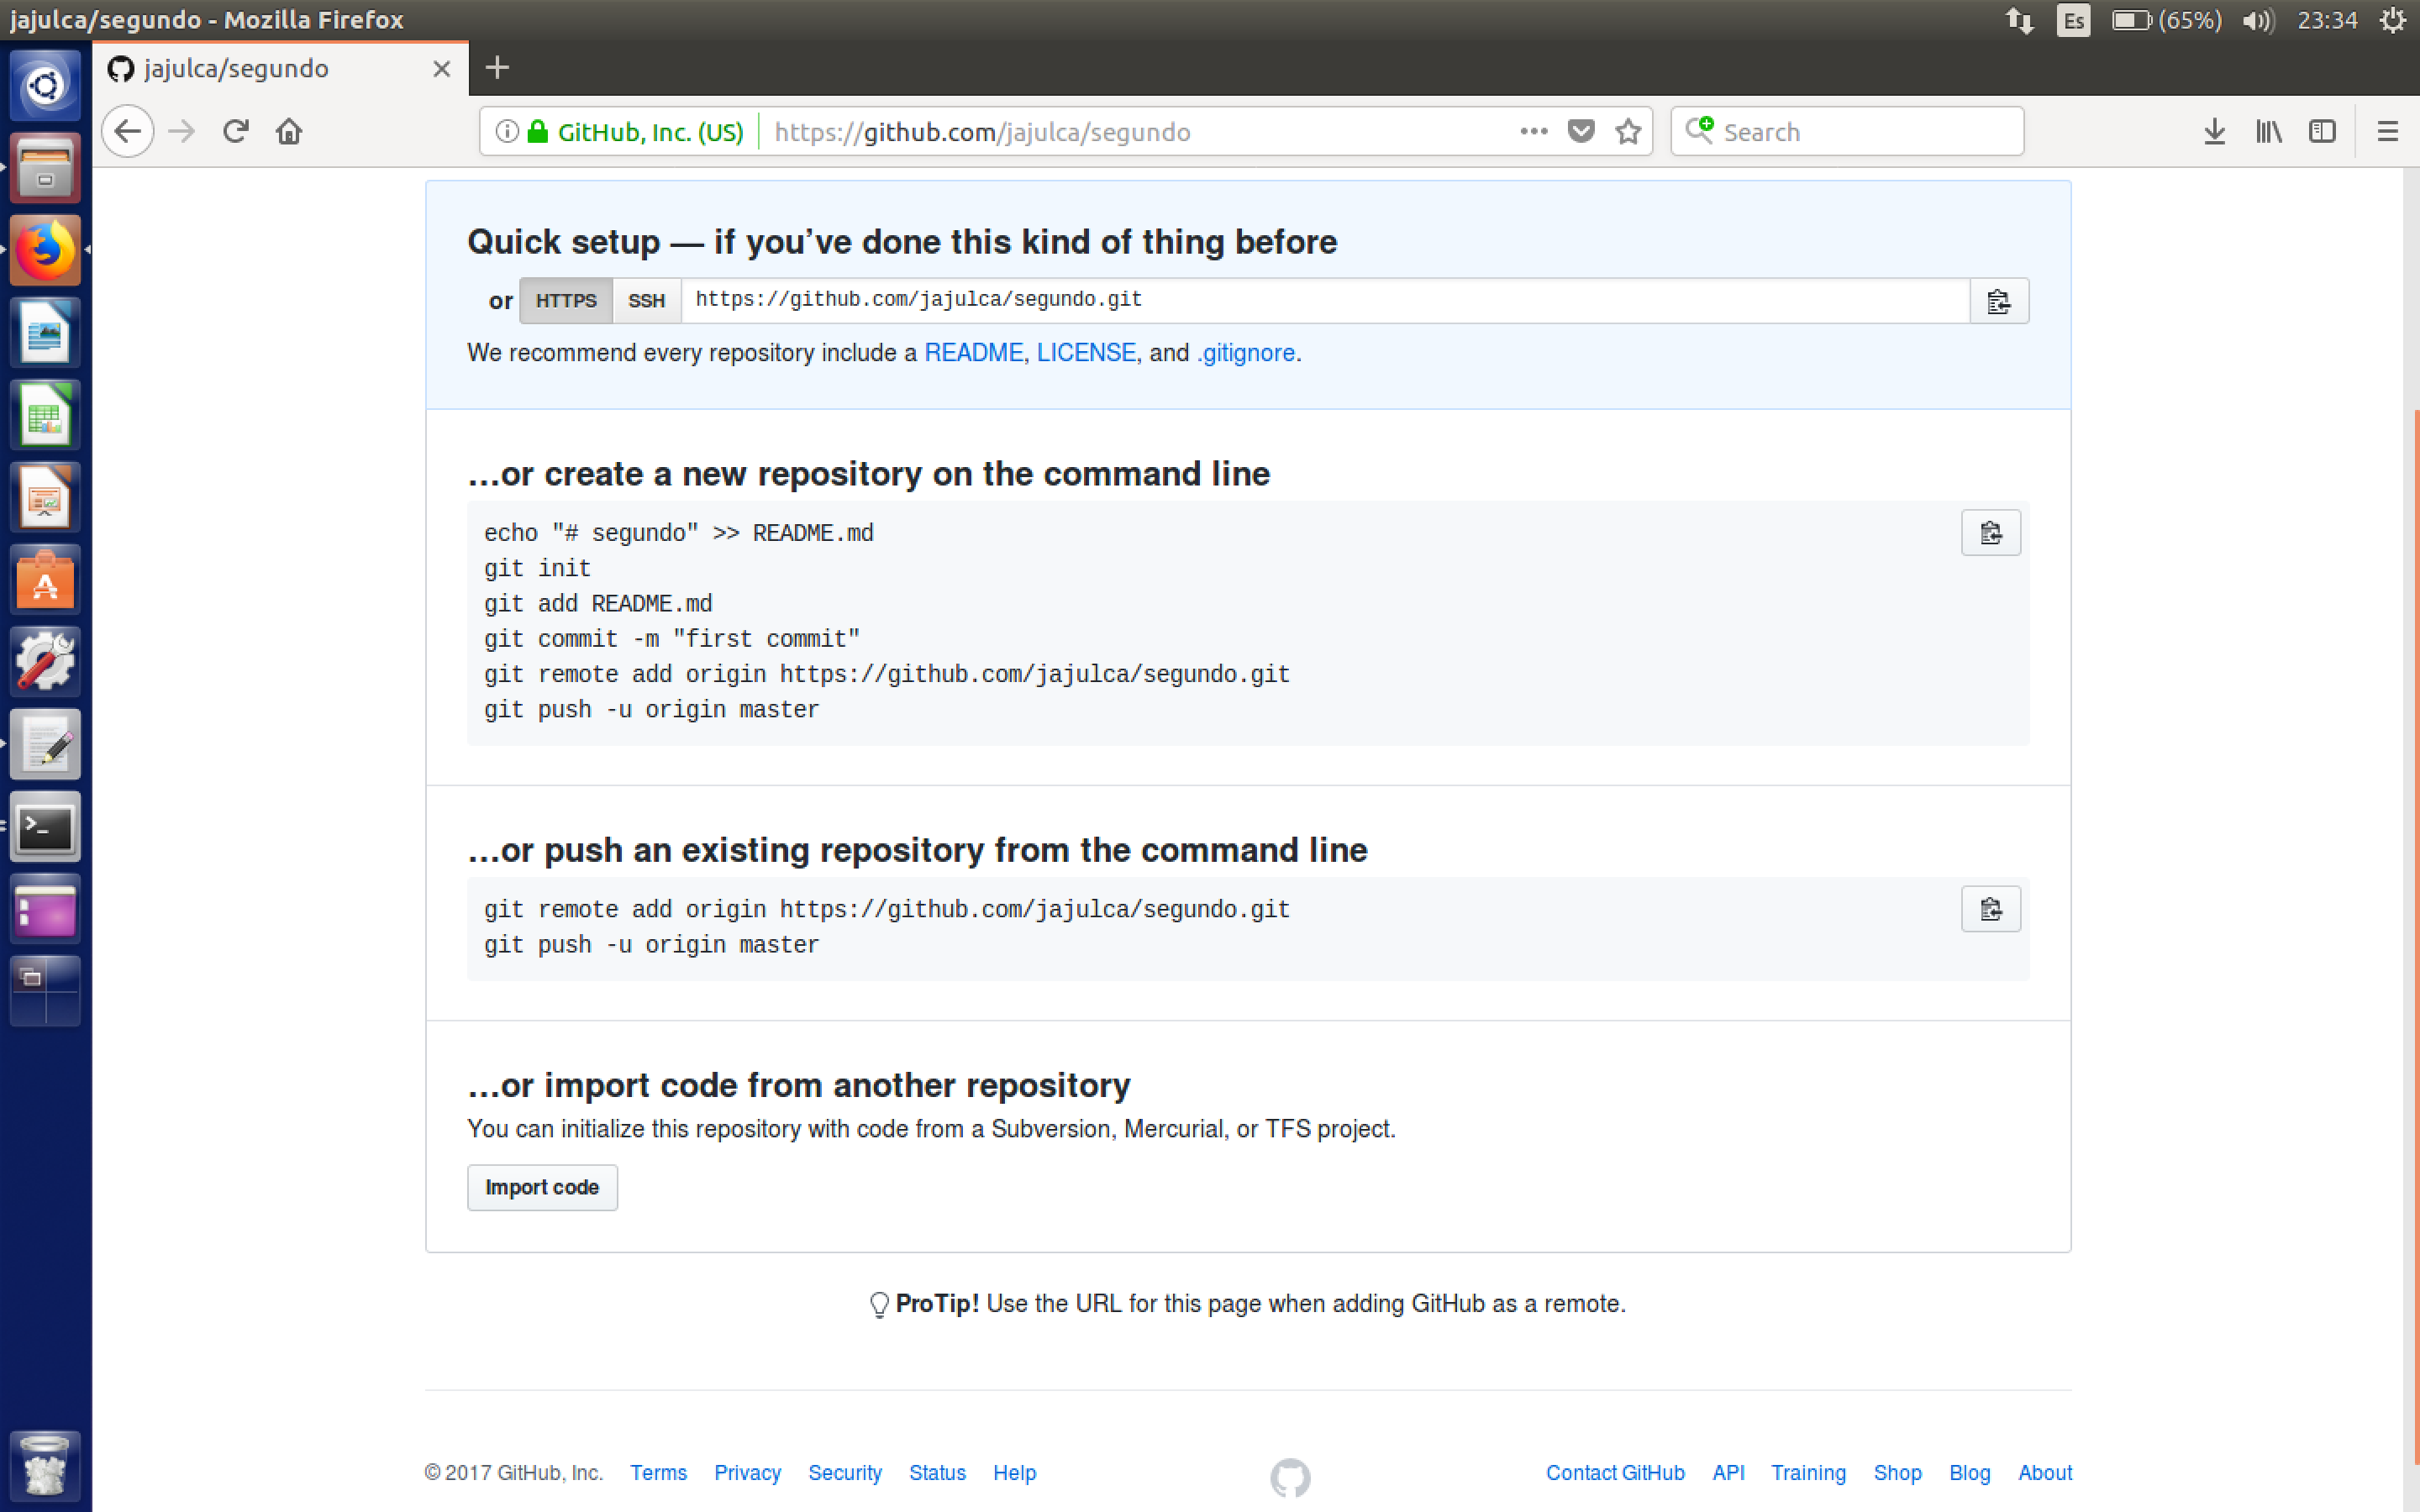 jajulca/segundo - Mozilla Firefox
Es
(65%)
23:34
jajulca/segundo
GitHub, Inc. (US)
https://github.com/jajulca/segundo
Search
Quick setup — if you’ve done this kind of thing before
or HTTPS SSH https://github.com/jajulca/segundo.git
We recommend every repository include a README, LICENSE, and .gitignore.
…or create a new repository on the command line
echo "# segundo" >> README.md
git init
git add README.md
git commit -m "first commit"
git remote add origin https://github.com/jajulca/segundo.git
git push -u origin master
…or push an existing repository from the command line
git remote add origin https://github.com/jajulca/segundo.git
git push -u origin master
…or import code from another repository
You can initialize this repository with code from a Subversion, Mercurial, or TFS project.
Import code
ProTip! Use the URL for this page when adding GitHub as a remote.
© 2017 GitHub, Inc. Terms Privacy Security Status Help
Contact GitHub API Training Shop Blog About